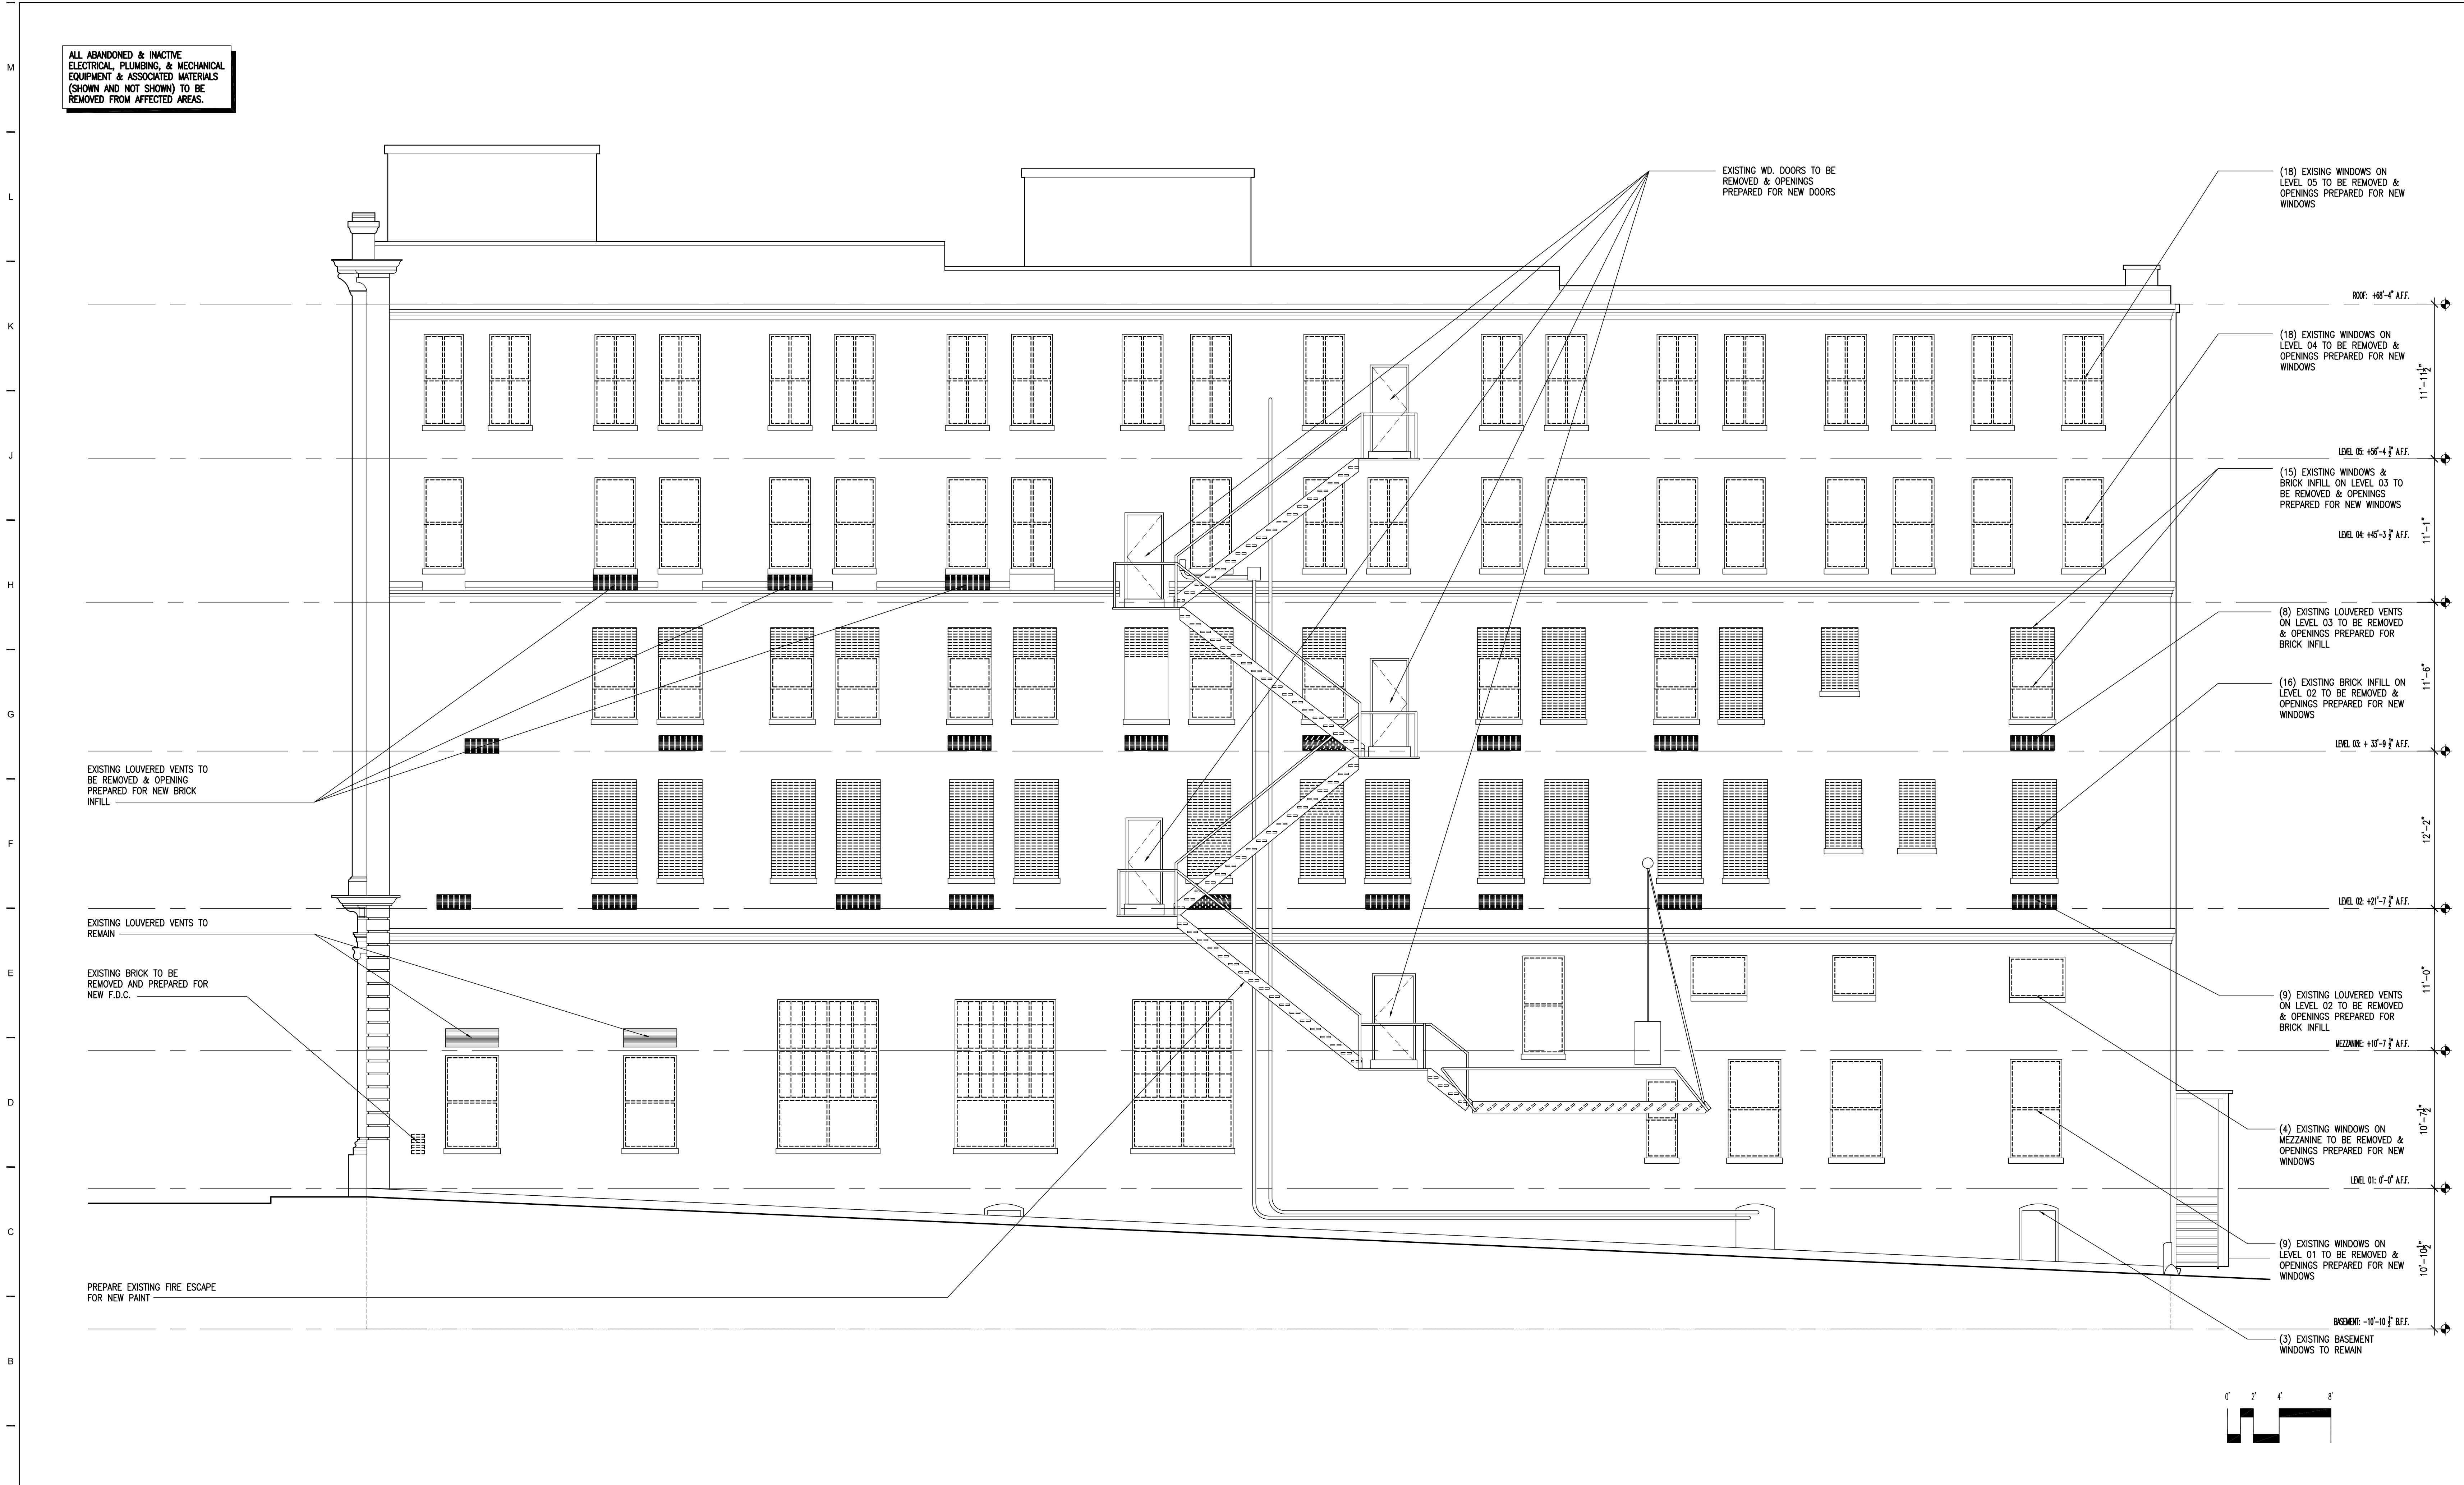 ALL ABANDONED & INACTIVE
ELECTRICAL, PLUMBING, & MECHANICAL
EQUIPMENT & ASSOCIATED MATERIALS
(SHOWN AND NOT SHOWN) TO BE
REMOVED FROM AFFECTED AREAS.
M
L
K
J
H
G
F
E
D
C
B
EXISTING WD. DOORS TO BE
REMOVED & OPENINGS
PREPARED FOR NEW DOORS
EXISTING LOUVERED VENTS TO
BE REMOVED & OPENING
PREPARED FOR NEW BRICK
INFILL
EXISTING LOUVERED VENTS TO
REMAIN
EXISTING BRICK TO BE
REMOVED AND PREPARED FOR
NEW F.D.C.
PREPARE EXISTING FIRE ESCAPE
FOR NEW PAINT
(18) EXISING WINDOWS ON
LEVEL 05 TO BE REMOVED &
OPENINGS PREPARED FOR NEW
WINDOWS
ROOF: +68'-4" A.F.F.
(18) EXISTING WINDOWS ON
LEVEL 04 TO BE REMOVED &
OPENINGS PREPARED FOR NEW
WINDOWS
11'-11 1/2"
LEVEL 05: +56'-4 1/2" A.F.F.
(15) EXISTING WINDOWS &
BRICK INFILL ON LEVEL 03 TO
BE REMOVED & OPENINGS
PREPARED FOR NEW WINDOWS
11'-1"
LEVEL 04: +45'-3 1/2" A.F.F.
(8) EXISTING LOUVERED VENTS
ON LEVEL 03 TO BE REMOVED
& OPENINGS PREPARED FOR
BRICK INFILL
11'-6"
(16) EXISTING BRICK INFILL ON
LEVEL 02 TO BE REMOVED &
OPENINGS PREPARED FOR NEW
WINDOWS
LEVEL 03: + 33'-9 1/2" A.F.F.
12'-2"
LEVEL 02: +21'-7 1/2" A.F.F.
11'-0"
(9) EXISTING LOUVERED VENTS
ON LEVEL 02 TO BE REMOVED
& OPENINGS PREPARED FOR
BRICK INFILL
MEZZANINE: +10'-7 1/2" A.F.F.
10'-7 1/2"
(4) EXISTING WINDOWS ON
MEZZANINE TO BE REMOVED &
OPENINGS PREPARED FOR NEW
WINDOWS
LEVEL 01: 0'-0" A.F.F.
(9) EXISTING WINDOWS ON
LEVEL 01 TO BE REMOVED &
OPENINGS PREPARED FOR NEW
WINDOWS
10'-10 1/2"
BASEMENT: -10'-10 1/2" B.F.F.
(3) EXISTING BASEMENT
WINDOWS TO REMAIN
0' 2' 4' 8'